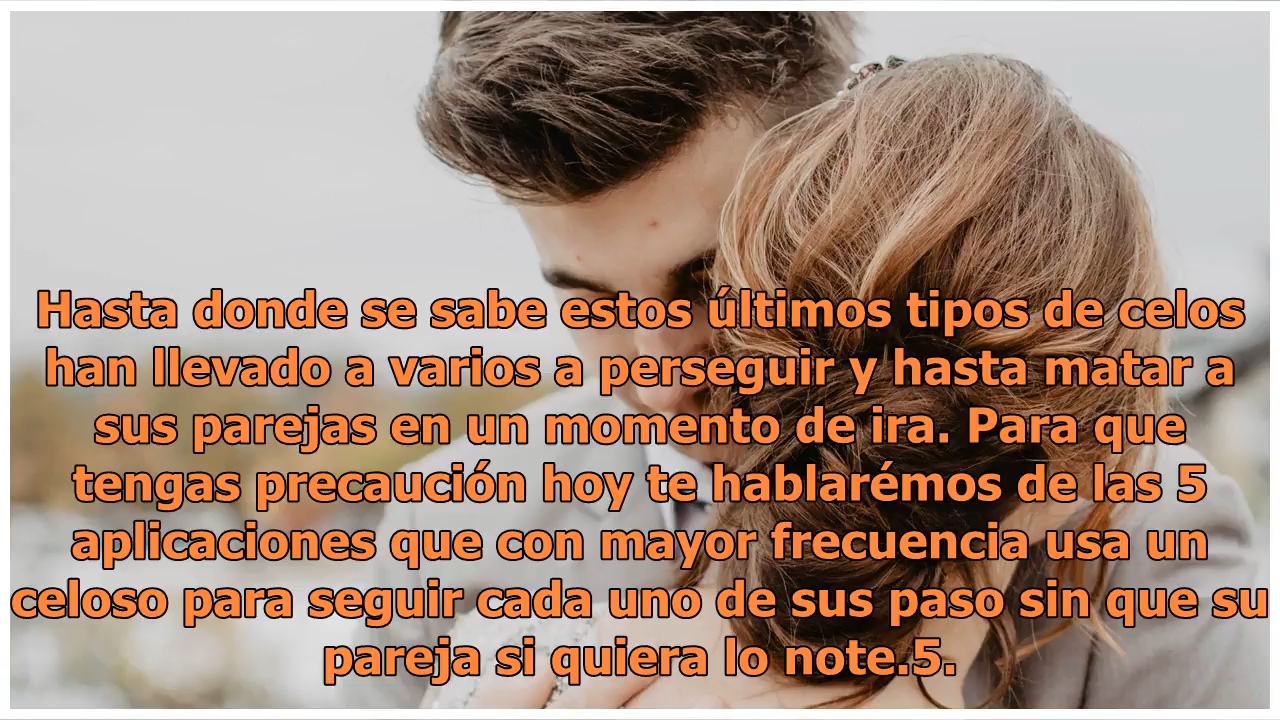 Hasta donde se sabe estos últimos tipos de celos
han llevado a varios a perseguir y hasta matar a
sus parejas en un momento de ira. Para que
tengas precaución hoy te hablarémos de las 5
aplicaciones que con mayor frecuencia usa un
celoso para seguir cada uno de sus paso sin que su
pareja si quiera lo note.5.